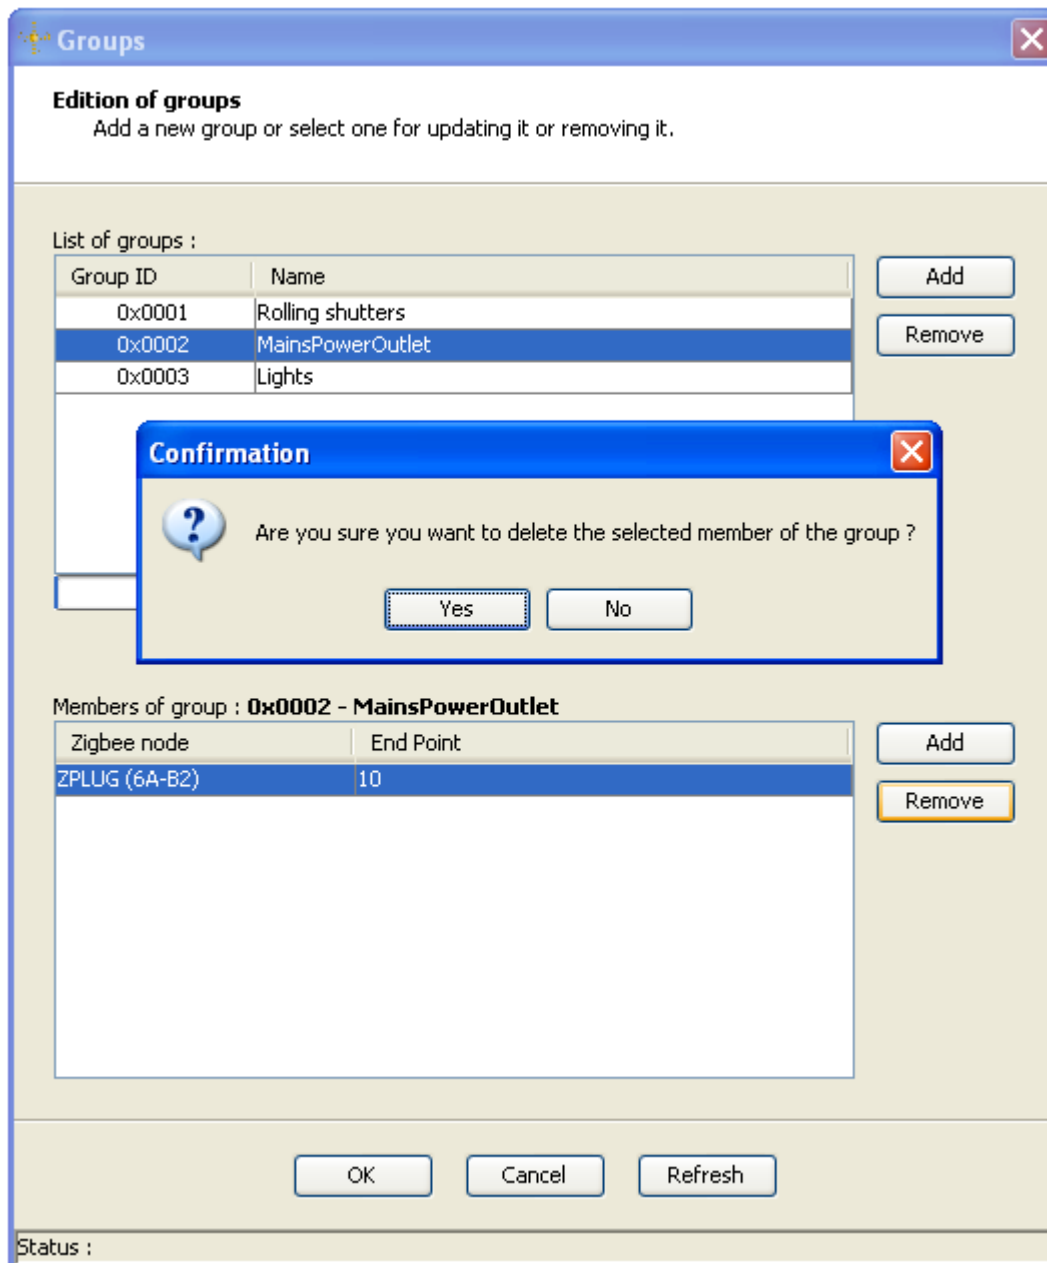 Groups
Edition of groups
Add a new group or select one for updating it or removing it.
List of groups :
Group ID Name
Add
0x0001 Rolling shutters
0x0002 MainsPowerOutlet
Remove
0x0003 Lights
Confirmation
Are you sure you want to delete the selected member of the group ?
Yes No
Members of group : 0x0002 - MainsPowerOutlet
Zigbee node End Point
Add
ZPLUG (6A-B2) 10
Remove
OK Cancel Refresh
Status :